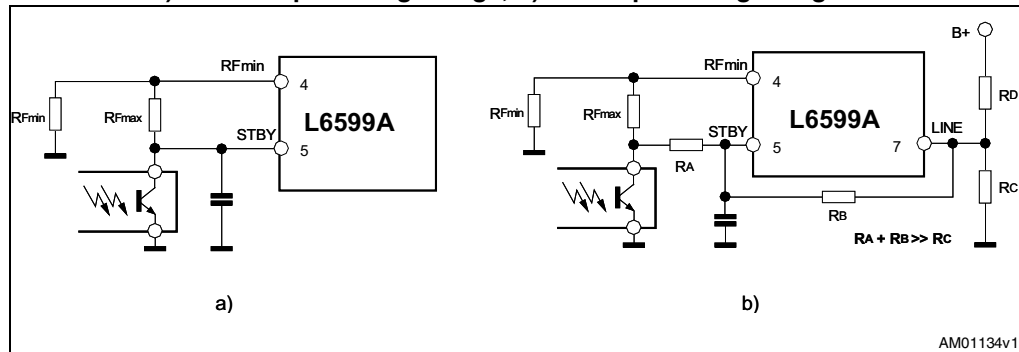 RFmin
4
RFmin
RFmax
L6599A
STBY
5
a)
B+
RFmin
4
RD
RFmin
RFmax
L6599A
STBY
LINE
5
7
RA
RC
RB
RA + RB >> RC
b)
AM01134v1